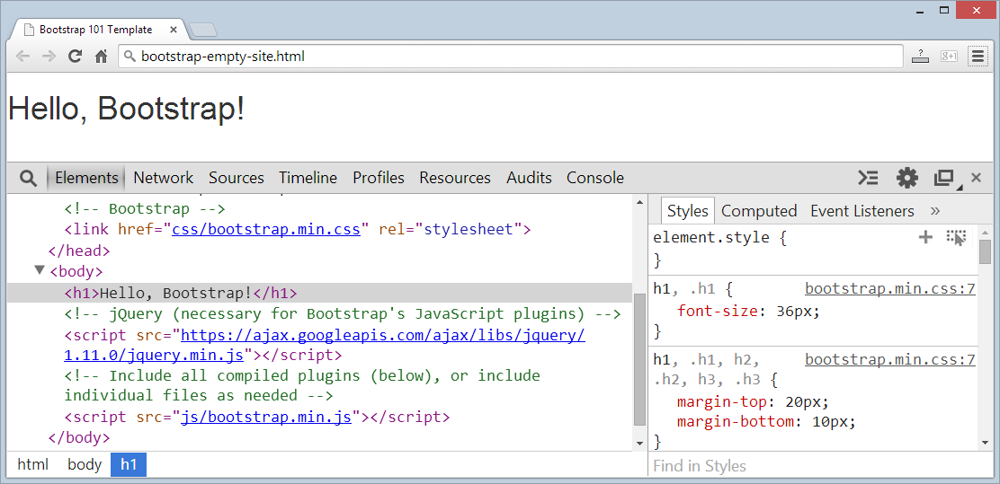 Bootstrap 101 Template
bootstrap-empty-site.html
?
g+1
Hello, Bootstrap!
Elements Network Sources Timeline Profiles Resources Audits Console
<!-- Bootstrap -->
<link href="css/bootstrap.min.css" rel="stylesheet">
</head>
<body>
<h1>Hello, Bootstrap!</h1>
<!-- jQuery (necessary for Bootstrap's JavaScript plugins) -->
<script src="https://ajax.googleapis.com/ajax/libs/jquery/
1.11.0/jquery.min.js"></script>
<!-- Include all compiled plugins (below), or include
individual files as needed -->
<script src="js/bootstrap.min.js"></script>
</body>
html body h1
Styles Computed Event Listeners »
element.style {
}
h1, .h1 { bootstrap.min.css:7
font-size: 36px;
}
h1, .h1, h2, bootstrap.min.css:7
.h2, h3, .h3 {
margin-top: 20px;
margin-bottom: 10px;
}
Find in Styles